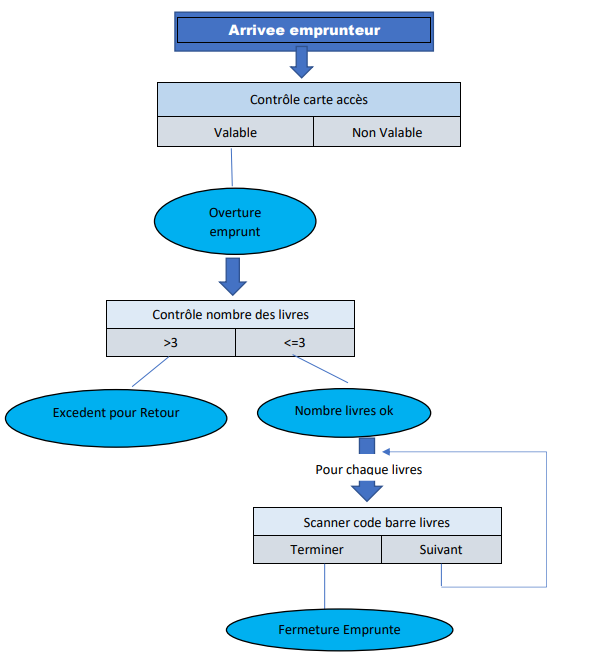 Arrivee emprunteur
Contrôle carte accès
Valable
Non Valable
Overture
emprunt
Contrôle nombre des livres
>3
<=3
Excedent pour Retour
Nombre livres ok
Pour chaque livres
Scanner code barre livres
Terminer
Suivant
Fermeture Emprunte